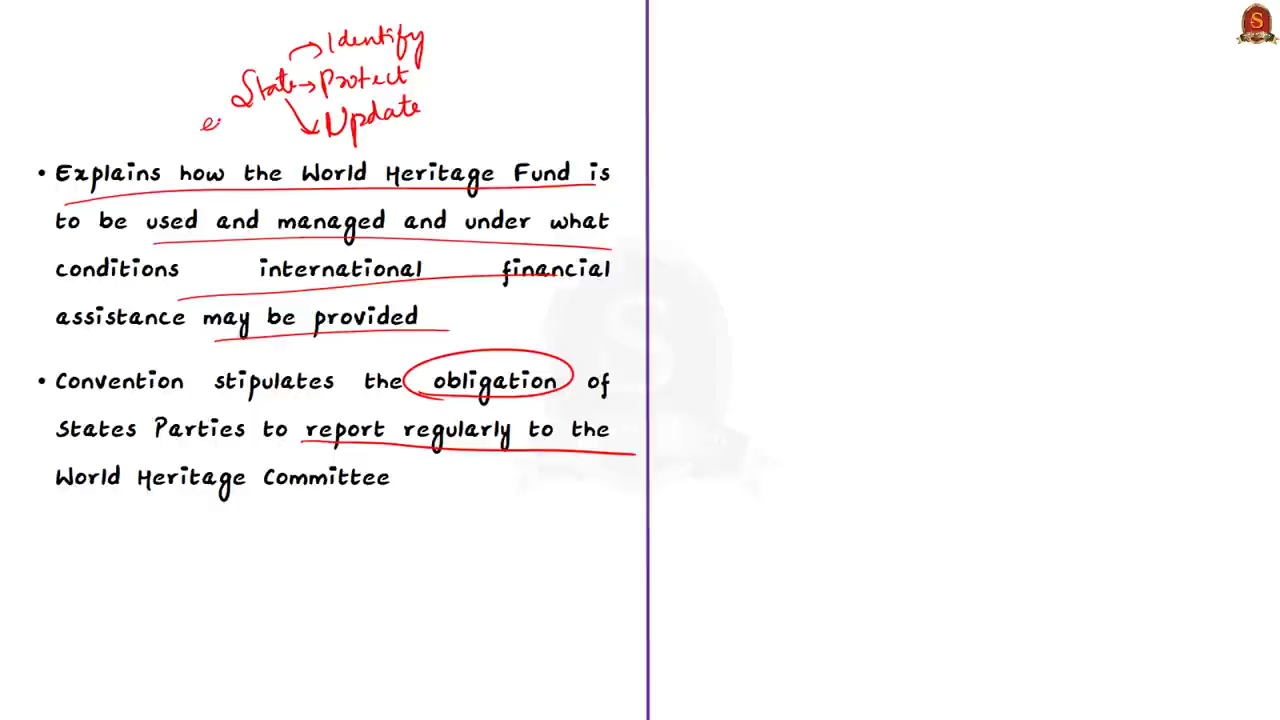 Identify
State → Protect
Update
• Explains how the World Heritage Fund is
to be used and managed and under what
conditions international financial
assistance may be provided
• Convention stipulates the obligation of
States Parties to report regularly to the
World Heritage Committee
S